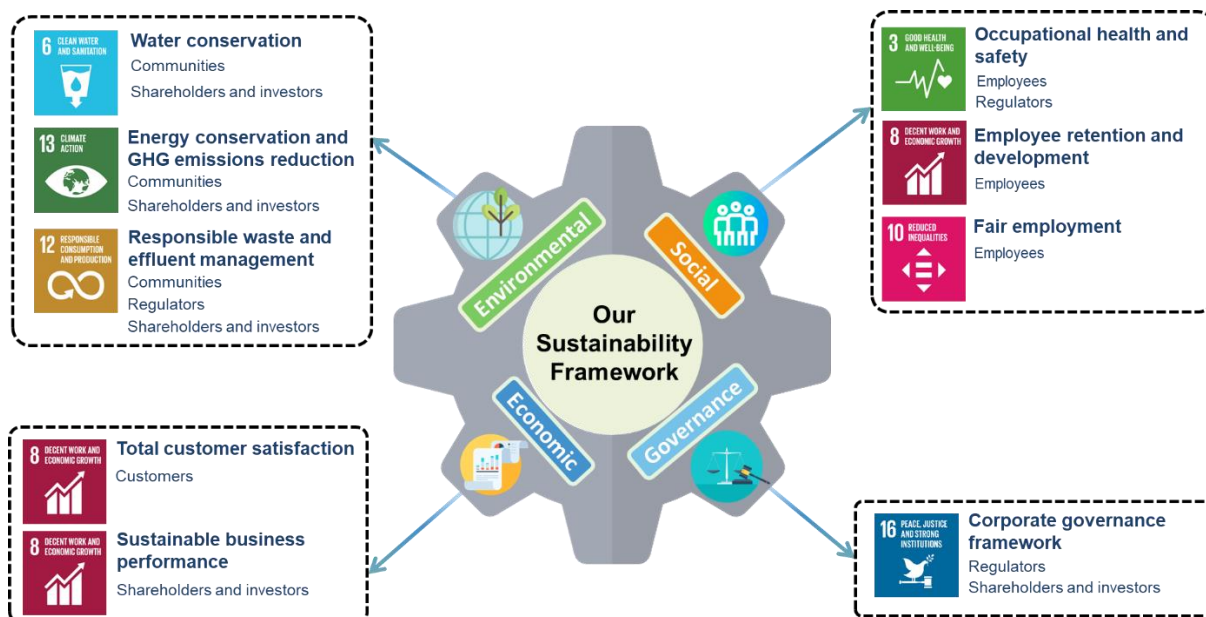 6 CLEAN WATER
AND SANITATION
Water conservation
Communities
Shareholders and investors
13 CLIMATE
ACTION
Energy conservation and
GHG emissions reduction
Communities
Shareholders and investors
12 RESPONSIBLE
CONSUMPTION
AND PRODUCTION
Responsible waste and
effluent management
Communities
Regulators
Shareholders and investors
3 GOOD HEALTH
AND WELL-BEING
Occupational health and
safety
Employees
Regulators
8 DECENT WORK AND
ECONOMIC GROWTH
Employee retention and
development
Employees
10 REDUCED
INEQUALITIES
Fair employment
Employees
Environmental
Social
Our
Sustainability
Framework
Economic
Governance
8 DECENT WORK AND
ECONOMIC GROWTH
Total customer satisfaction
Customers
8 DECENT WORK AND
ECONOMIC GROWTH
Sustainable business
performance
Shareholders and investors
16 PEACE, JUSTICE
AND STRONG
INSTITUTIONS
Corporate governance
framework
Regulators
Shareholders and investors